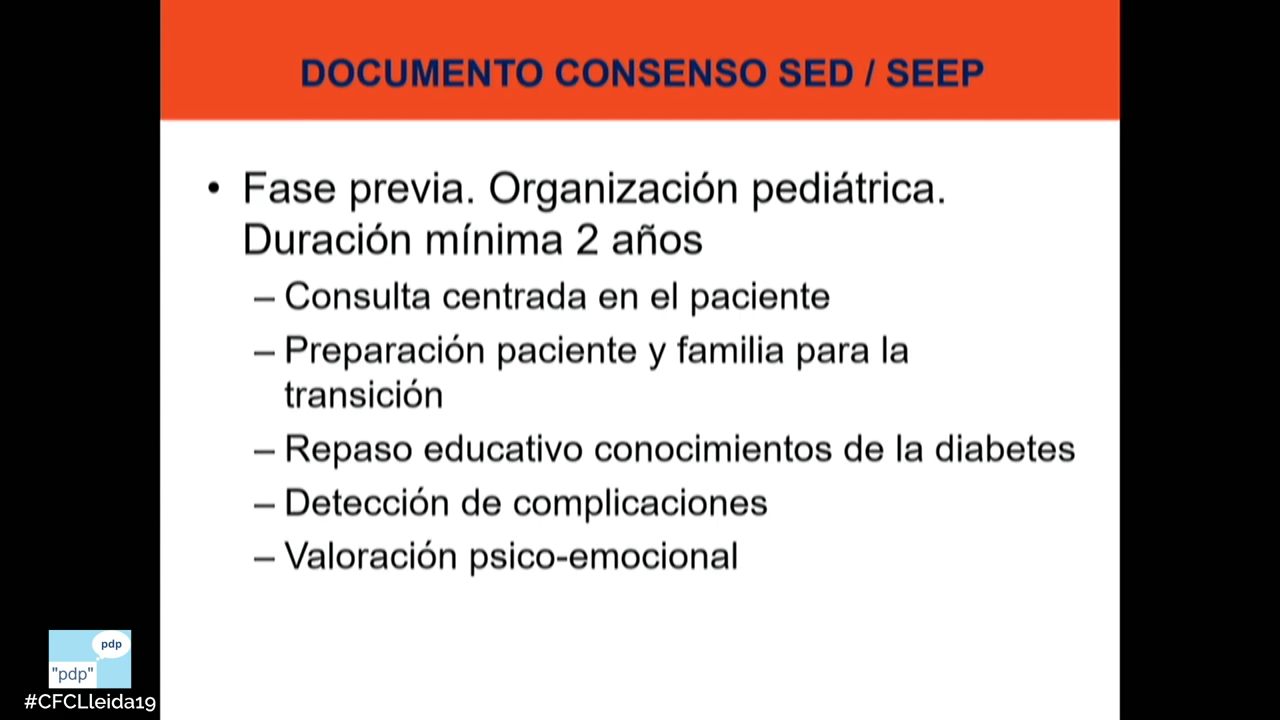 DOCUMENTO CONSENSO SED / SEEP
• Fase previa. Organización pediátrica.
Duración mínima 2 años
– Consulta centrada en el paciente
– Preparación paciente y familia para la
transición
– Repaso educativo conocimientos de la diabetes
– Detección de complicaciones
– Valoración psico-emocional
pdp
"pdp"
#CFCLleida19